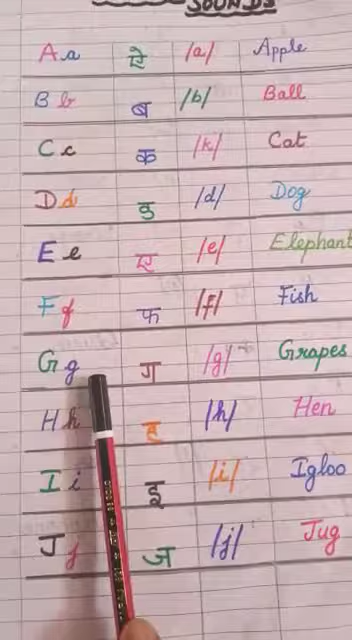 SOUNDS
Aa ऐ /a/ Apple
Bb ब /b/ Ball
Cc क /k/ Cat
Dd ड /d/ Dog
Ee ए /e/ Elephant
Ff फ /f/ Fish
Gg ग /g/ Grapes
Hh ह /h/ Hen
Ii इ /i/ Igloo
Jj ज /j/ Jug